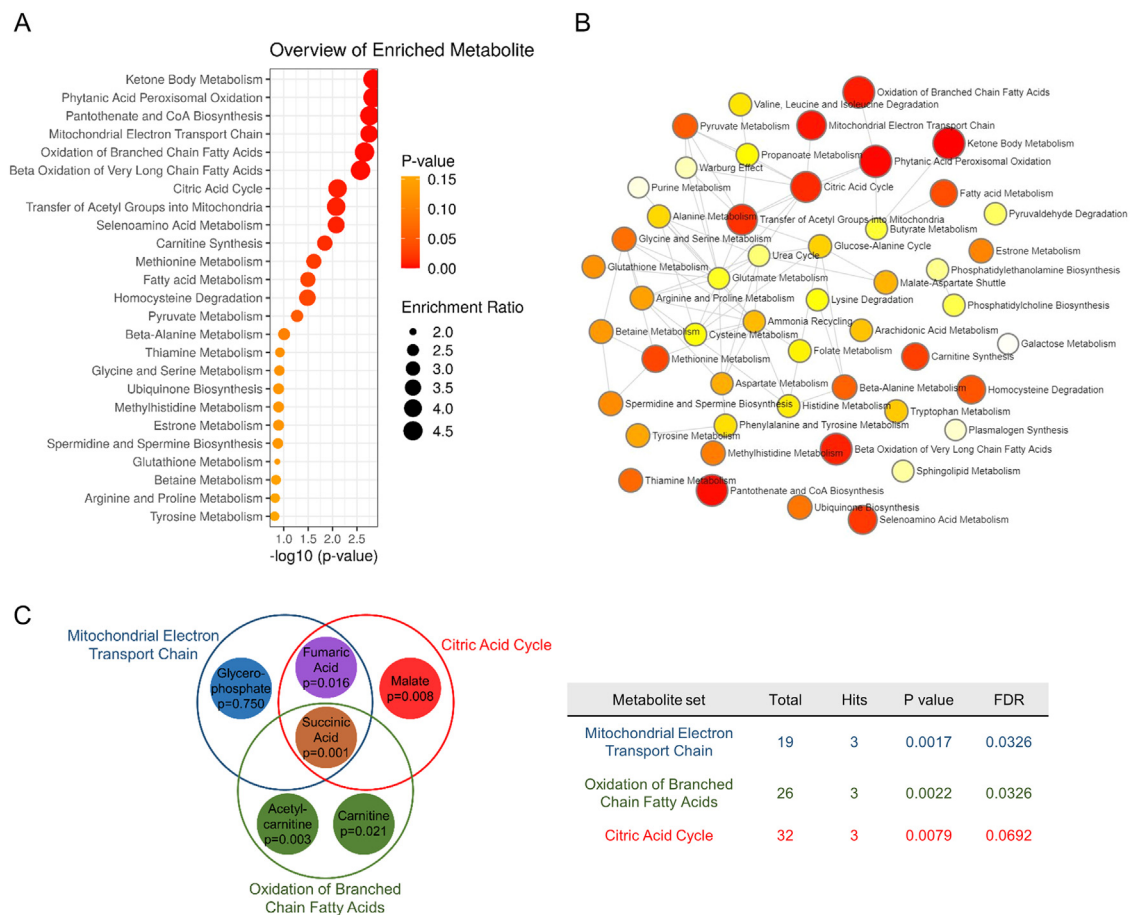 A
Overview of Enriched Metabolite
Ketone Body Metabolism
Phytanic Acid Peroxisomal Oxidation
Pantothenate and CoA Biosynthesis
Mitochondrial Electron Transport Chain
Oxidation of Branched Chain Fatty Acids
Beta Oxidation of Very Long Chain Fatty Acids
Citric Acid Cycle
Transfer of Acetyl Groups into Mitochondria
Selenoamino Acid Metabolism
Carnitine Synthesis
Methionine Metabolism
Fatty acid Metabolism
Homocysteine Degradation
Pyruvate Metabolism
Beta-Alanine Metabolism
Thiamine Metabolism
Glycine and Serine Metabolism
Ubiquinone Biosynthesis
Methylhistidine Metabolism
Estrone Metabolism
Spermidine and Spermine Biosynthesis
Glutathione Metabolism
Betaine Metabolism
Arginine and Proline Metabolism
Tyrosine Metabolism
1.0 1.5 2.0 2.5
-log10 (p-value)
P-value
0.15
0.10
0.05
0.00
Enrichment Ratio
2.0
2.5
3.0
3.5
4.0
4.5
B
Oxidation of Branched Chain Fatty Acids
Valine, Leucine and Isoleucine Degradation
Pyruvate Metabolism
Mitochondrial Electron Transport Chain
Ketone Body Metabolism
Propanoate Metabolism
Phytanic Acid Peroxisomal Oxidation
Warburg Effect
Purine Metabolism
Citric Acid Cycle
Fatty acid Metabolism
Alanine Metabolism
Transfer of Acetyl Groups into Mitochondria
Pyruvaldehyde Degradation
Butyrate Metabolism
Glycine and Serine Metabolism
Glucose-Alanine Cycle
Estrone Metabolism
Urea Cycle
Glutathione Metabolism
Phosphatidylethanolamine Biosynthesis
Glutamate Metabolism
Malate-Aspartate Shuttle
Arginine and Proline Metabolism
Lysine Degradation
Phosphatidylcholine Biosynthesis
Ammonia Recycling
Betaine Metabolism
Cysteine Metabolism
Arachidonic Acid Metabolism
Galactose Metabolism
Folate Metabolism
Methionine Metabolism
Carnitine Synthesis
Aspartate Metabolism
Beta-Alanine Metabolism
Homocysteine Degradation
Spermidine and Spermine Biosynthesis
Histidine Metabolism
Tryptophan Metabolism
Phenylalanine and Tyrosine Metabolism
Plasmalogen Synthesis
Tyrosine Metabolism
Methylhistidine Metabolism
Beta Oxidation of Very Long Chain Fatty Acids
Sphingolipid Metabolism
Thiamine Metabolism
Pantothenate and CoA Biosynthesis
Ubiquinone Biosynthesis
Selenoamino Acid Metabolism
C
Mitochondrial Electron
Transport Chain
Citric Acid Cycle
Glycero-
phosphate
p=0.750
Fumaric
Acid
p=0.016
Malate
p=0.008
Succinic
Acid
p=0.001
Acetyl-
carnitine
p=0.003
Carnitine
p=0.021
Oxidation of Branched
Chain Fatty Acids
Metabolite set Total Hits P value FDR
Mitochondrial Electron
Transport Chain 19 3 0.0017 0.0326
Oxidation of Branched
Chain Fatty Acids 26 3 0.0022 0.0326
Citric Acid Cycle 32 3 0.0079 0.0692